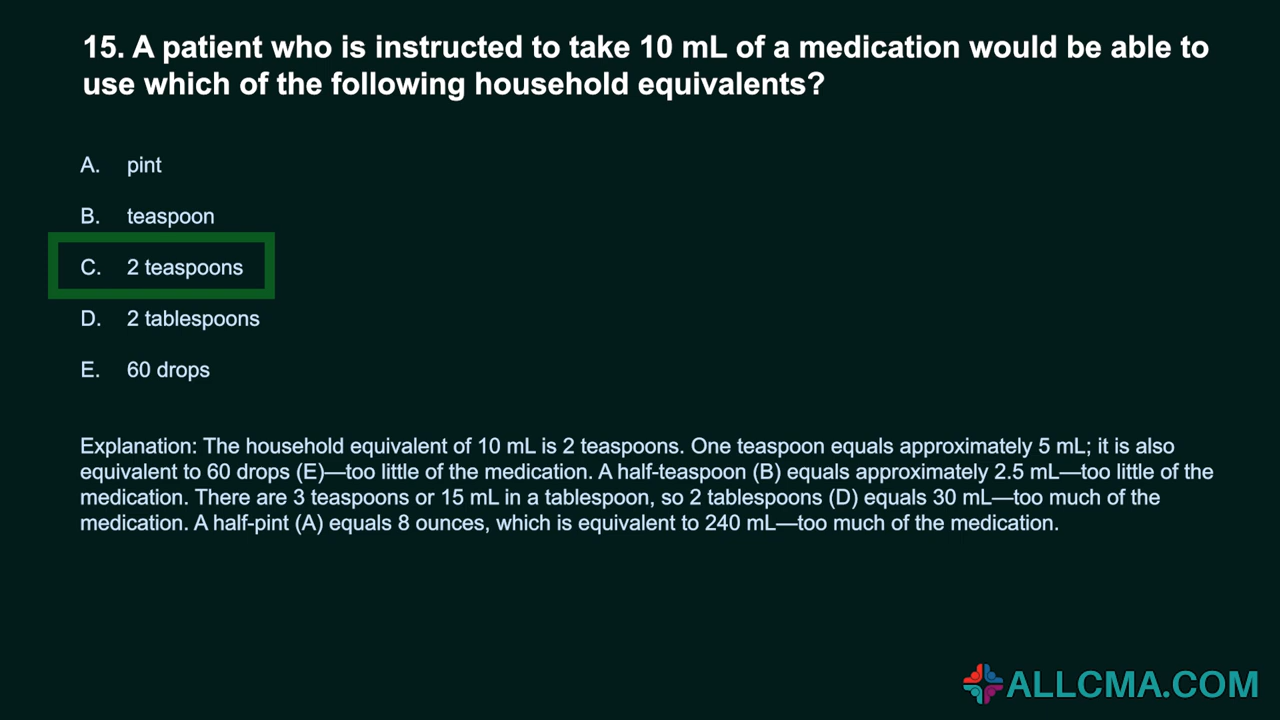 15. A patient who is instructed to take 10 mL of a medication would be able to
use which of the following household equivalents?
A. pint
B. teaspoon
C. 2 teaspoons
D. 2 tablespoons
E. 60 drops
Explanation: The household equivalent of 10 mL is 2 teaspoons. One teaspoon equals approximately 5 mL; it is also
equivalent to 60 drops (E)—too little of the medication. A half-teaspoon (B) equals approximately 2.5 mL—too little of the
medication. There are 3 teaspoons or 15 mL in a tablespoon, so 2 tablespoons (D) equals 30 mL—too much of the
medication. A half-pint (A) equals 8 ounces, which is equivalent to 240 mL—too much of the medication.
ALLCMA.COM